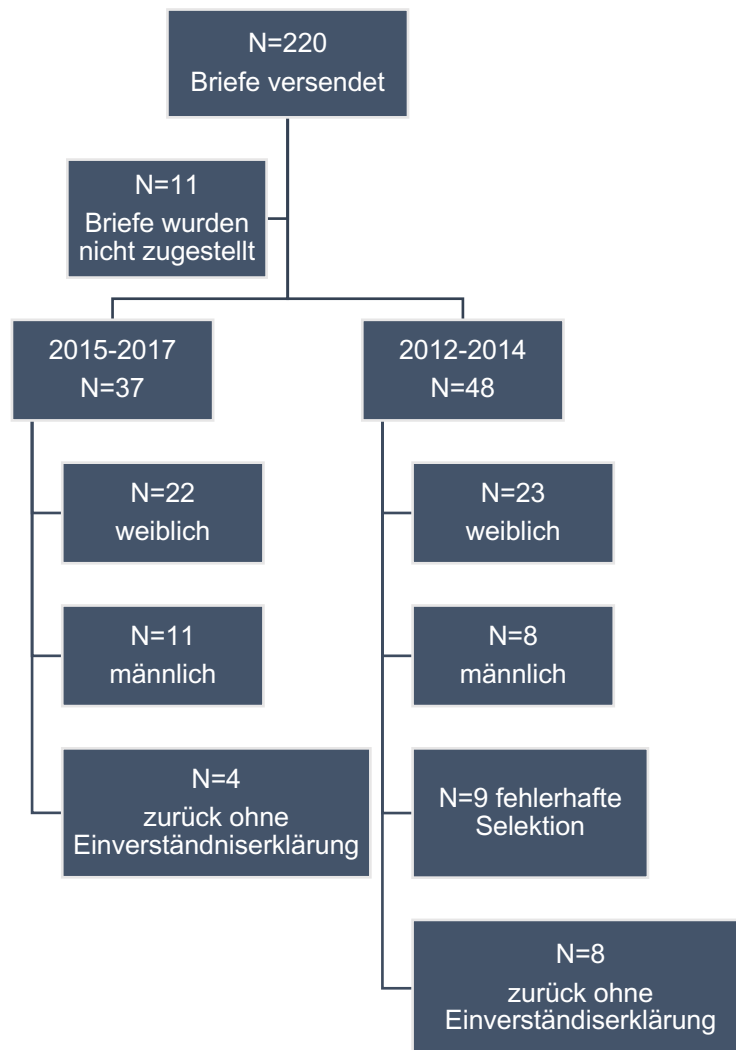 N=220
Briefe versendet
N=11
Briefe wurden
nicht zugestellt
2015-2017
N=37
2012-2014
N=48
N=22
weiblich
N=23
weiblich
N=11
männlich
N=8
männlich
N=4
zurück ohne
Einverständniserklärung
N=9 fehlerhafte
Selektion
N=8
zurück ohne
Einverständiserklärung